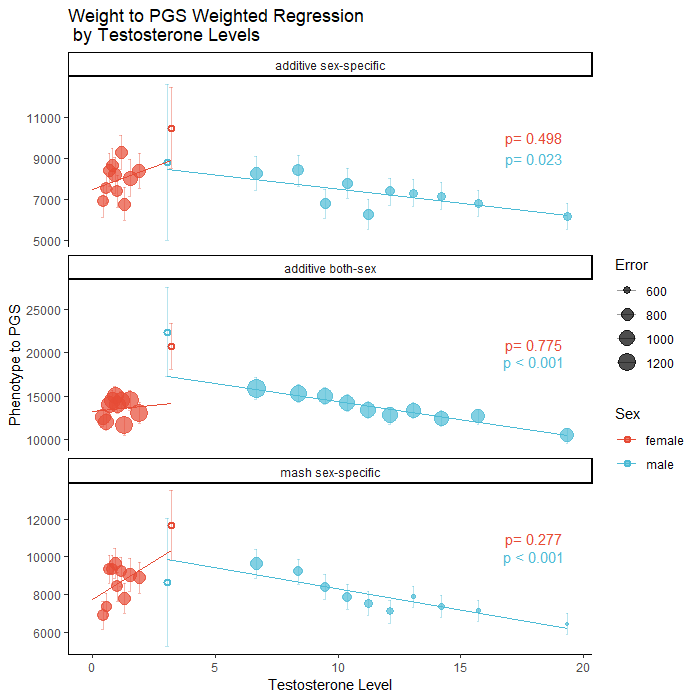 Weight to PGS Weighted Regression
by Testosterone Levels
additive sex-specific
11000
9000
7000
5000
p= 0.498
p= 0.023
additive both-sex
25000
20000
15000
10000
p= 0.775
p < 0.001
mash sex-specific
12000
10000
8000
6000
p= 0.277
p < 0.001
Phenotype to PGS
0 5 10 15 20
Testosterone Level
Error
600
800
1000
1200
Sex
female
male